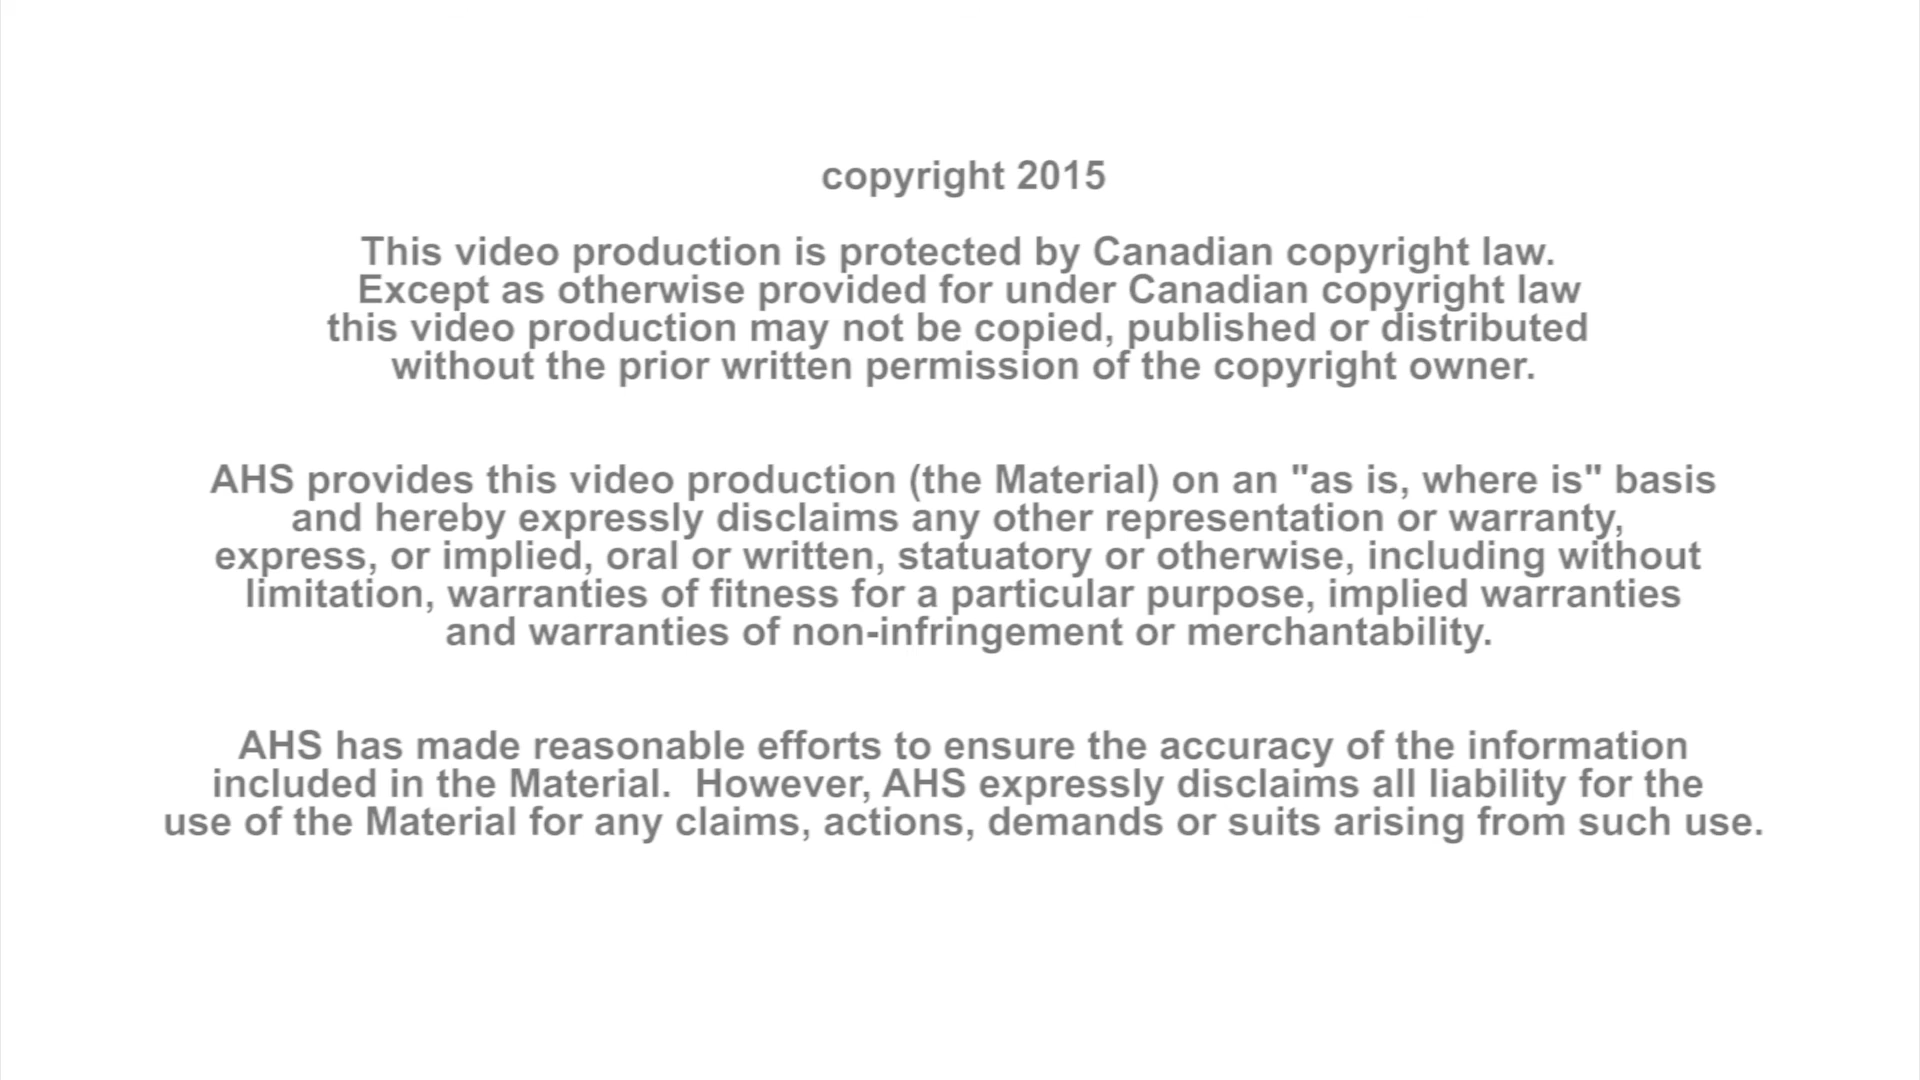 copyright 2015
This video production is protected by Canadian copyright law.
Except as otherwise provided for under Canadian copyright law
this video production may not be copied, published or distributed
without the prior written permission of the copyright owner.
AHS provides this video production (the Material) on an "as is, where is" basis
and hereby expressly disclaims any other representation or warranty,
express, or implied, oral or written, statuatory or otherwise, including without
limitation, warranties of fitness for a particular purpose, implied warranties
and warranties of non-infringement or merchantability.
AHS has made reasonable efforts to ensure the accuracy of the information
included in the Material.  However, AHS expressly disclaims all liability for the
use of the Material for any claims, actions, demands or suits arising from such use.